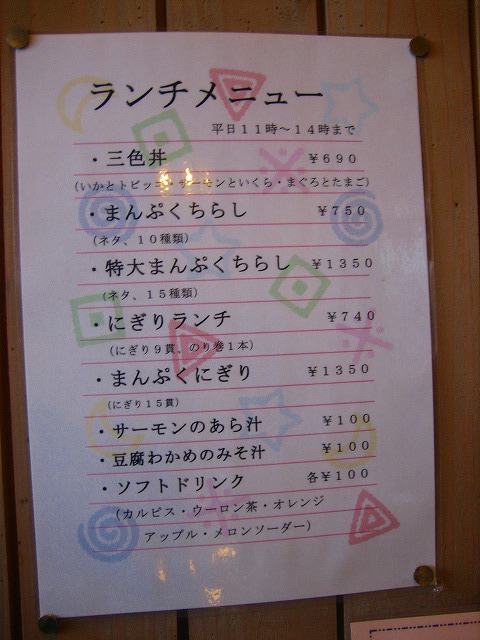 ランチメニュー
平日11時～14時まで
・三色丼 ¥690
(いかとトビッコ・サーモンといくら・まぐろとたまご)
・まんぷくちらし ¥750
(ネタ、10種類)
・特大まんぷくちらし ¥1350
(ネタ、15種類)
・にぎりランチ ¥740
(にぎり9貫、のり巻1本)
・まんぷくにぎり ¥1350
(にぎり15貫)
・サーモンのあら汁 ¥100
・豆腐わかめのみそ汁 ¥100
・ソフトドリンク 各¥100
(カルピス・ウーロン茶・オレンジ
アップル・メロンソーダー)